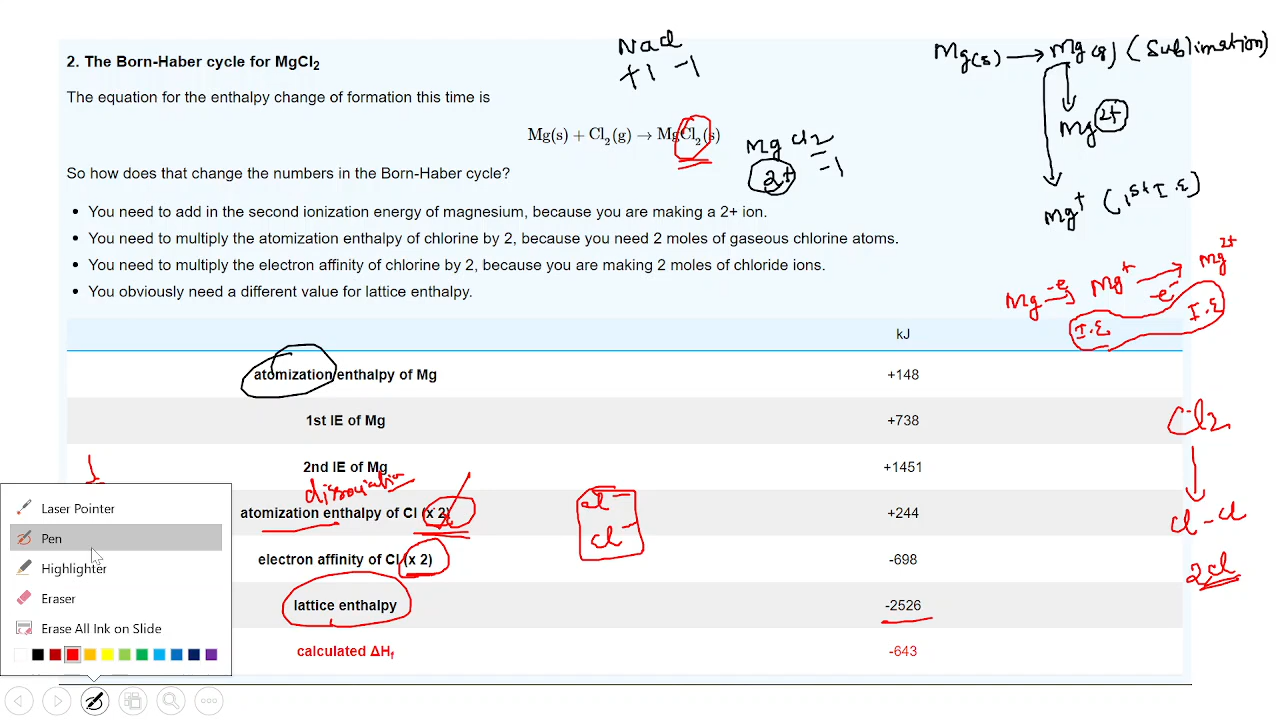 NaCl
+1 -1
Mg(s) → Mg(g) (Sublimation)
2. The Born-Haber cycle for MgCl2
The equation for the enthalpy change of formation this time is
Mg2+
Mg(s) + Cl2(g) → MgCl2(s)
MgCl2
2+ -1
So how does that change the numbers in the Born-Haber cycle?
Mg+ (1st I.E)
You need to add in the second ionization energy of magnesium, because you are making a 2+ ion.
You need to multiply the atomization enthalpy of chlorine by 2, because you need 2 moles of gaseous chlorine atoms.
You need to multiply the electron affinity of chlorine by 2, because you are making 2 moles of chloride ions.
You obviously need a different value for lattice enthalpy.
Mg -e → Mg+ -e- → Mg2+
I.E I.E
kJ
atomization enthalpy of Mg +148
1st IE of Mg +738
Cl2
2nd IE of Mg +1451
dissociation
atomization enthalpy of Cl (x 2) +244
Cl-
Cl-
Cl-Cl
electron affinity of Cl (x 2) -698
2Cl
lattice enthalpy -2526
calculated ΔHf -643
Laser Pointer
Pen
Highlighter
Eraser
Erase All Ink on Slide